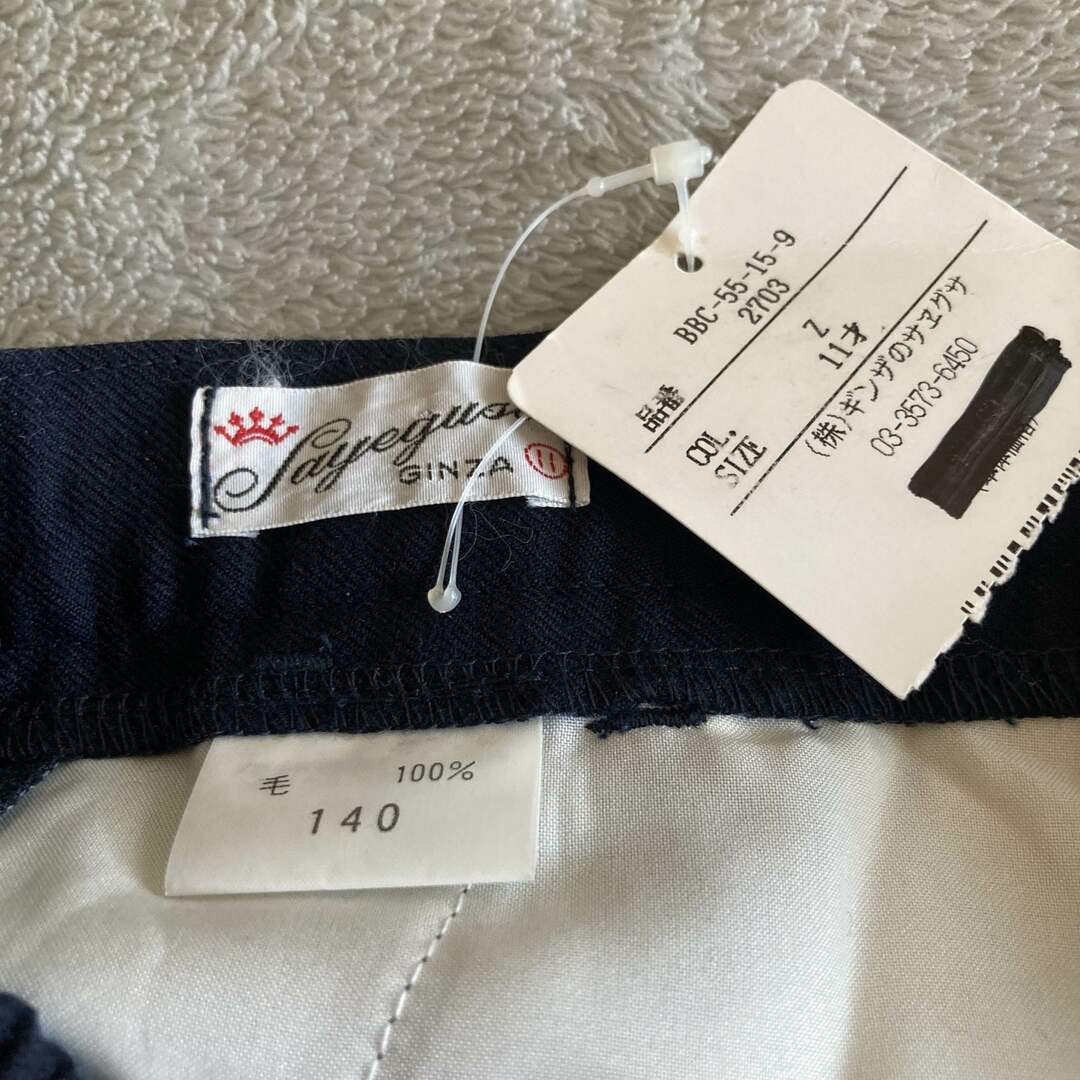 Sayegusa
GINZA
11
毛 100%
140
品番 BBC-55-15-9
2703
COL. Z
SIZE 11才
(株)ギンザのサヱグサ
03-3573-6450